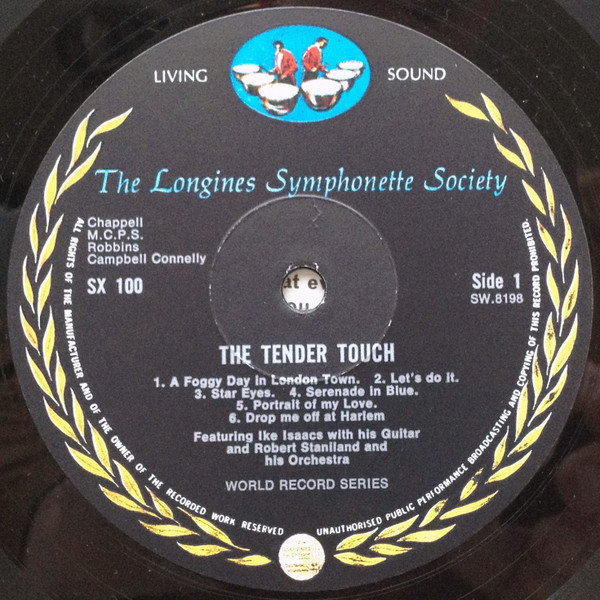 LIVING SOUND
The Longines Symphonette Society
Chappell
M.C.P.S.
Robbins
Campbell Connelly
SX 100
Side 1
SW.8198
THE TENDER TOUCH
1. A Foggy Day in London Town. 2. Let's do it.
3. Star Eyes. 4. Serenade in Blue.
5. Portrait of my Love.
6. Drop me off at Harlem
Featuring Ike Isaacs with his Guitar
and Robert Staniland and
his Orchestra
WORLD RECORD SERIES
ALL RIGHTS OF THE MANUFACTURER AND OF THE OWNER OF THE RECORDED WORK RESERVED
UNAUTHORISED PUBLIC PERFORMANCE BROADCASTING AND COPYING OF THIS RECORD PROHIBITED.